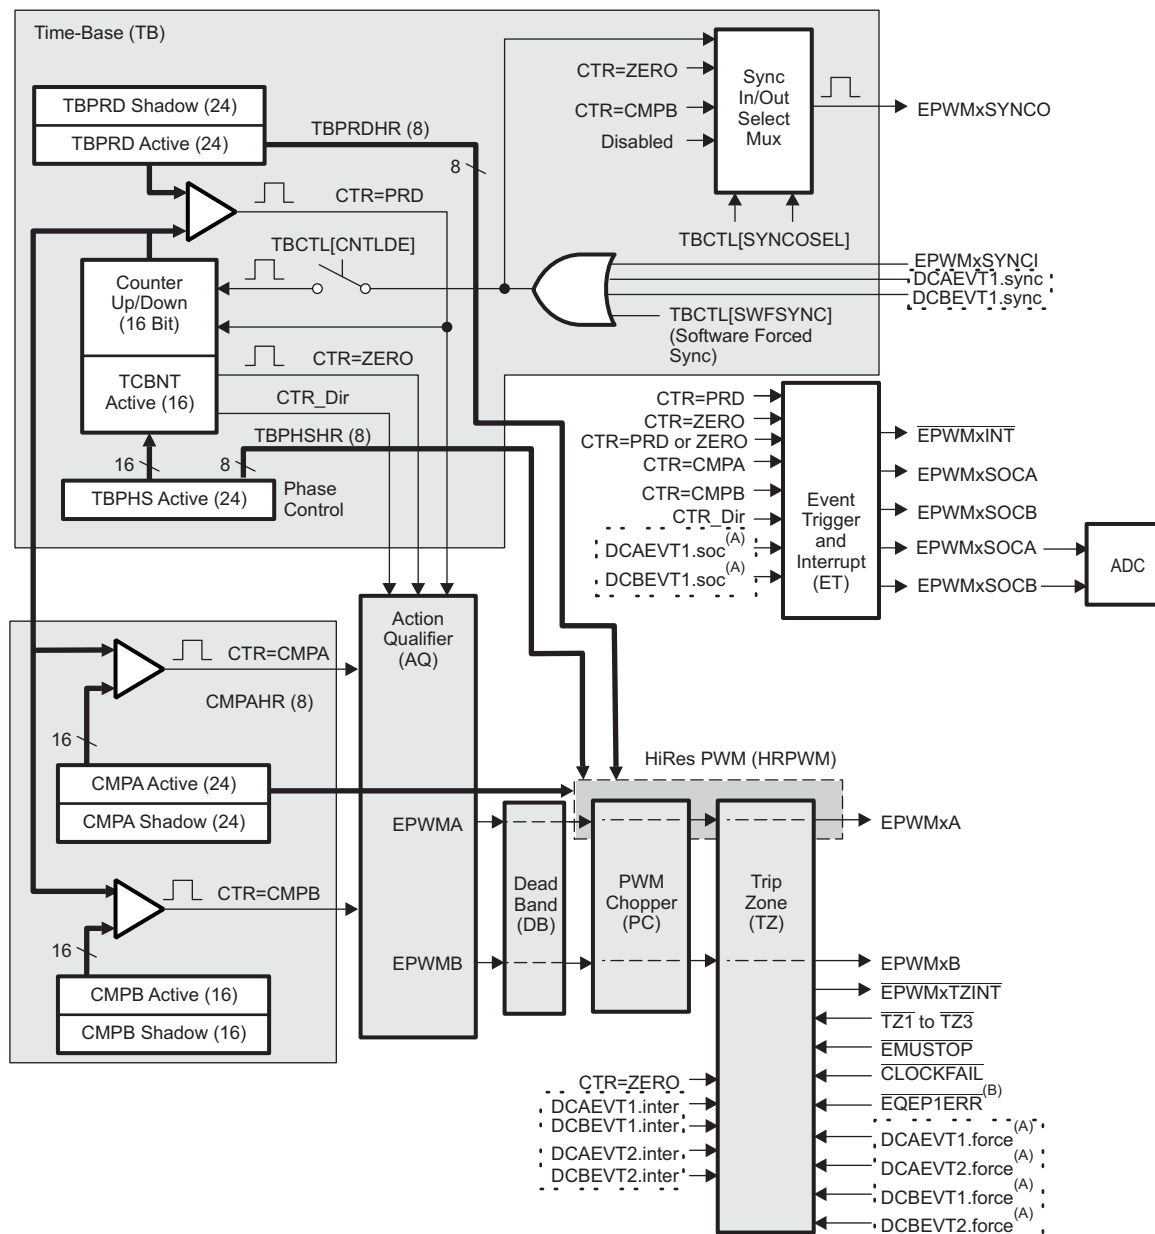 Time-Base (TB)
TBPRD Shadow (24)
TBPRD Active (24)
TBPRDHR (8)
8
CTR=PRD
TBCTL[CNTLDE]
Counter
Up/Down
(16 Bit)
TCBNT
Active (16)
CTR=ZERO
CTR_Dir
TBPHSHR (8)
16
8
TBPHS Active (24)
Phase
Control
CTR=ZERO
CTR=CMPB
Disabled
Sync
In/Out
Select
Mux
EPWMxSYNCO
TBCTL[SYNCOSEL]
EPWMxSYNCI
DCAEVT1.sync
DCBEVT1.sync
TBCTL[SWFSYNC]
(Software Forced
Sync)
CTR=PRD
CTR=ZERO
CTR=PRD or ZERO
CTR=CMPA
CTR=CMPB
CTR_Dir
DCAEVT1.soc(A)
DCBEVT1.soc(A)
Event
Trigger
and
Interrupt
(ET)
EPWMxINT
EPWMxSOCA
EPWMxSOCB
EPWMxSOCA
EPWMxSOCB
ADC
Action
Qualifier
(AQ)
CTR=CMPA
CMPAHR (8)
16
CMPA Active (24)
CMPA Shadow (24)
CTR=CMPB
16
CMPB Active (16)
CMPB Shadow (16)
EPWMA
EPWMB
HiRes PWM (HRPWM)
Dead
Band
(DB)
PWM
Chopper
(PC)
Trip
Zone
(TZ)
EPWMxA
EPWMxB
EPWMxTZINT
TZ1 to TZ3
EMUSTOP
CLOCKFAIL
EQEP1ERR(B)
DCAEVT1.force(A)
DCAEVT2.force(A)
DCBEVT1.force(A)
DCBEVT2.force(A)
CTR=ZERO
DCAEVT1.inter
DCBEVT1.inter
DCAEVT2.inter
DCBEVT2.inter